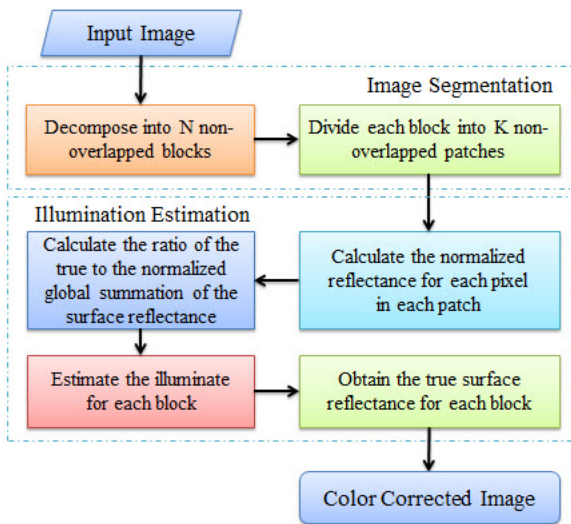 Input Image
Image Segmentation
Decompose into N non-
overlapped blocks
Divide each block into K non-
overlapped patches
Illumination Estimation
Calculate the ratio of the
true to the normalized
global summation of the
surface reflectance
Calculate the normalized
reflectance for each pixel
in each patch
Estimate the illuminate
for each block
Obtain the true surface
reflectance for each block
Color Corrected Image